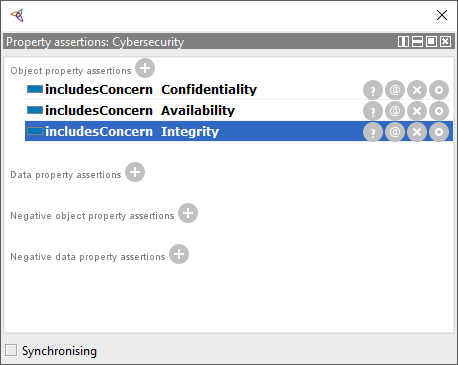 Property assertions: Cybersecurity
Object property assertions
includesConcern Confidentiality
includesConcern Availability
includesConcern Integrity
Data property assertions
Negative object property assertions
Negative data property assertions
Synchronising